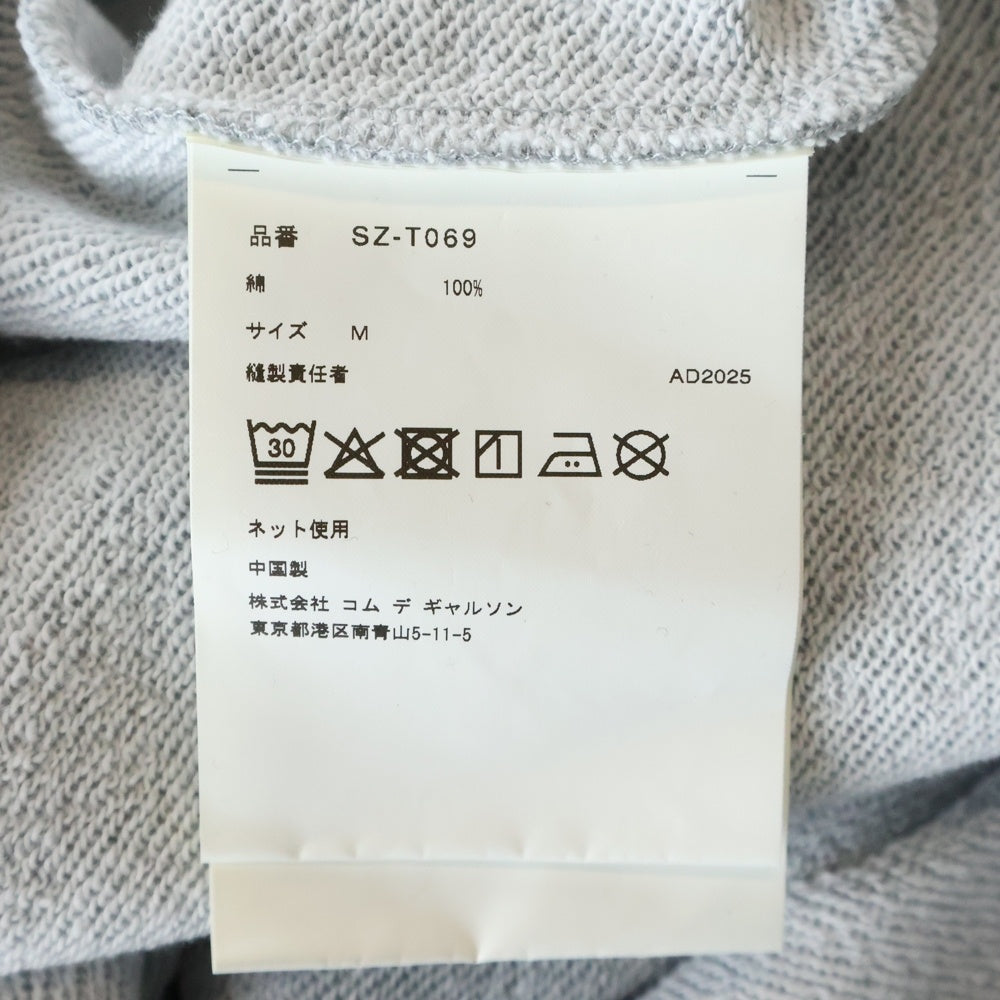 品番 SZ-T069
綿 100%
サイズ M
縫製責任者 AD2025
30
ネット使用
中国製
株式会社 コム デ ギャルソン
東京都港区南青山5-11-5